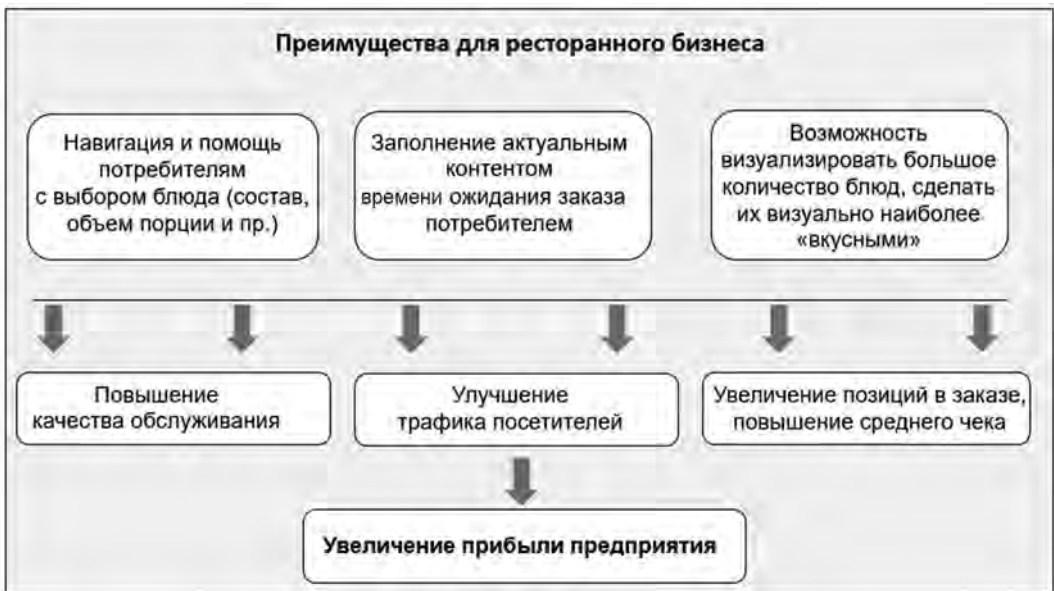 Преимущества для ресторанного бизнеса
Навигация и помощь
потребителям
с выбором блюда (состав,
объем порции и пр.)
Заполнение актуальным
контентом
времени ожидания заказа
потребителем
Возможность
визуализировать большое
количество блюд, сделать
их визуально наиболее
«вкусными»
Повышение
качества обслуживания
Улучшение
трафика посетителей
Увеличение позиций в заказе,
повышение среднего чека
Увеличение прибыли предприятия